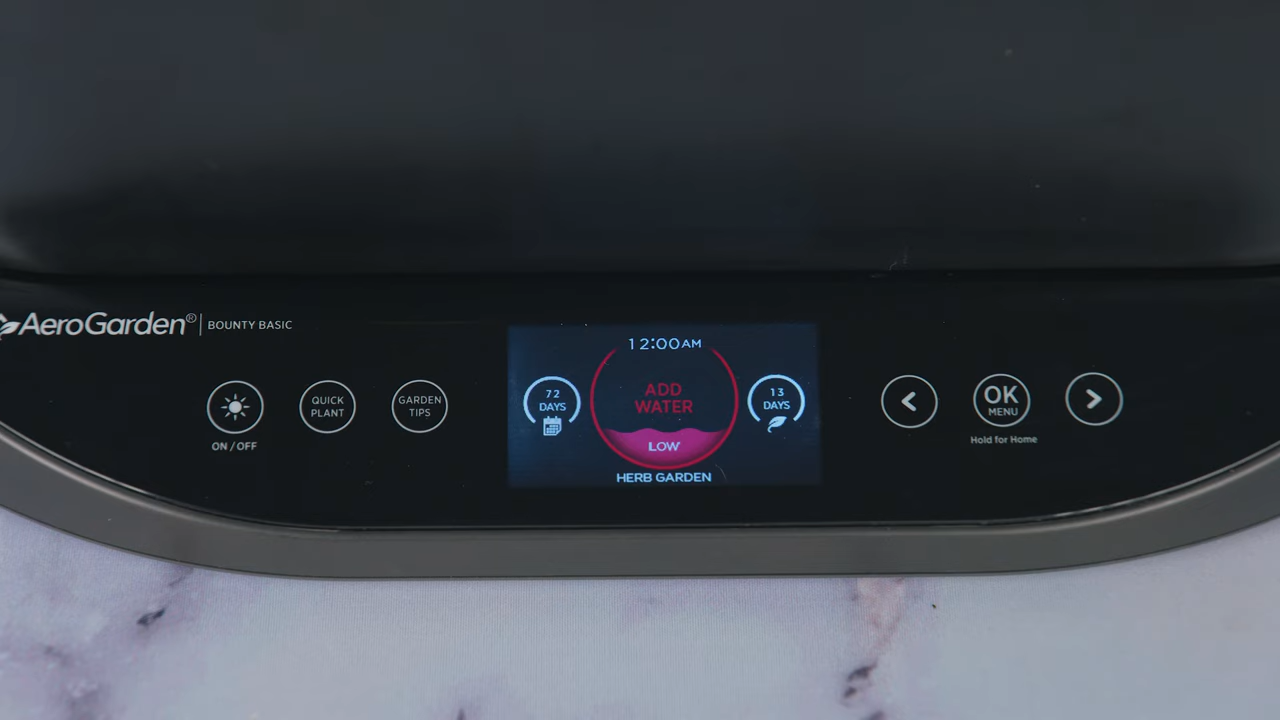 AeroGarden® | BOUNTY BASIC
ON / OFF
QUICK
PLANT
GARDEN
TIPS
12:00AM
72
DAYS
ADD
WATER
LOW
13
DAYS
HERB GARDEN
<
OK
MENU
Hold for Home
>